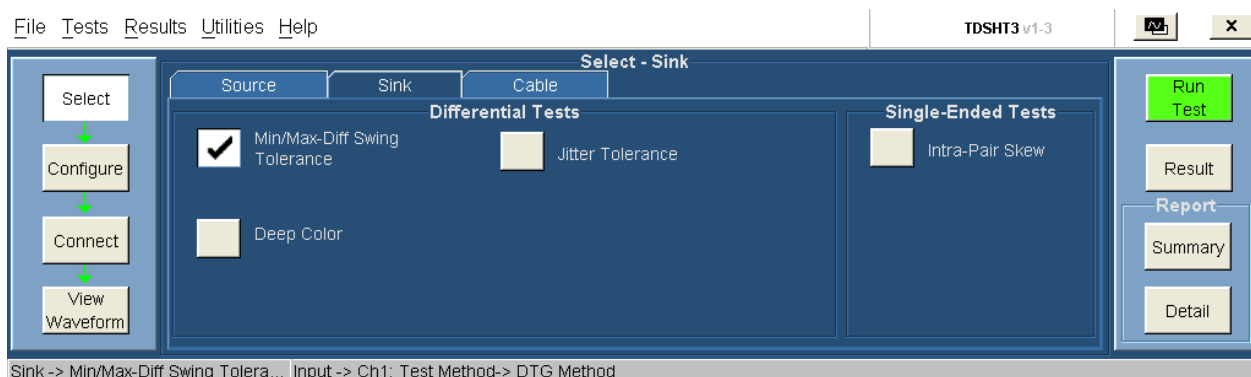 File Tests Results Utilities Help
TDSHT3 v1-3
x
Select - Sink
Source Sink Cable
Select
Configure
Connect
View
Waveform
Differential Tests
Min/Max-Diff Swing
Tolerance
Jitter Tolerance
Deep Color
Single-Ended Tests
Intra-Pair Skew
Run
Test
Result
Report
Summary
Detail
Sink -> Min/Max-Diff Swing Tolera... Input -> Ch1: Test Method-> DTG Method